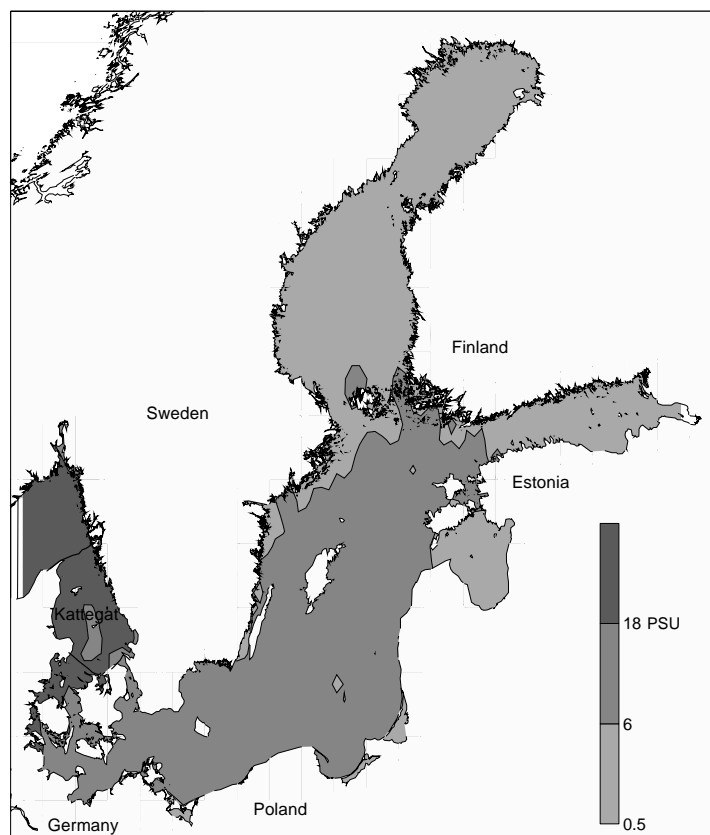 Finland
Sweden
Estonia
Kattegat
18 PSU
6
Poland
0.5
Germany